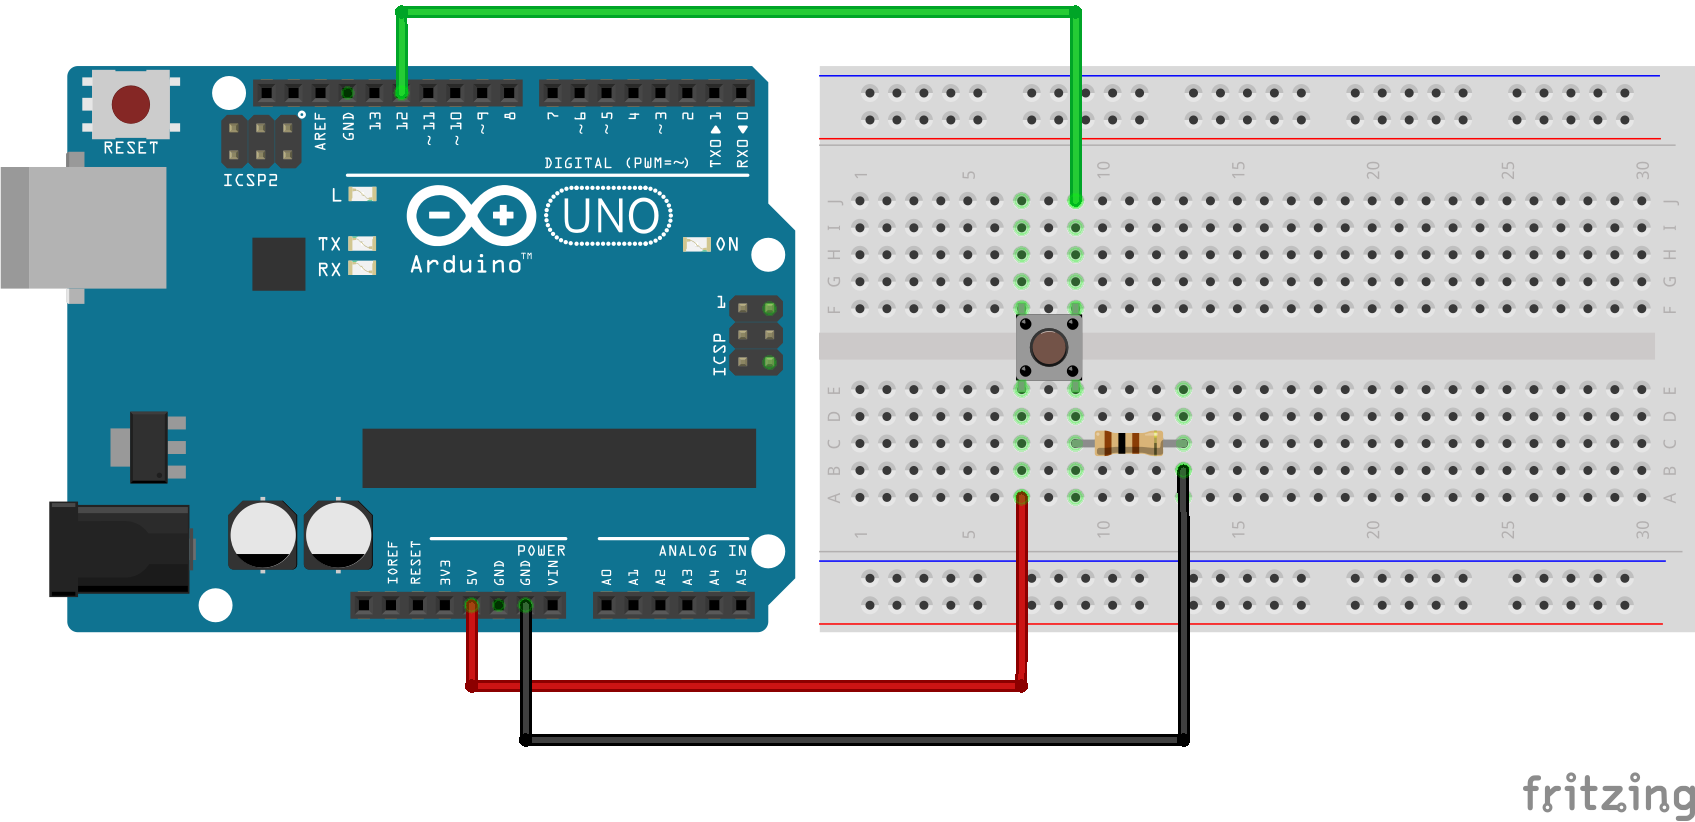 RESET
ICSP2
AREF
GND
13
12
~11
~10
~9
8
7
~6
~5
4
~3
2
TX0▶1
RX0◀0
DIGITAL (PWM=~)
L
TX
RX
UNO
Arduino™
ON
1
ICSP
IOREF
RESET
3V3
5V
GND
GND
VIN
POWER
ANALOG IN
A0
A1
A2
A3
A4
A5
1 5 10 15 20 25 30
J J
I I
H H
G G
F F
E E
D D
C C
B B
A A
1 5 10 15 20 25 30
fritzing